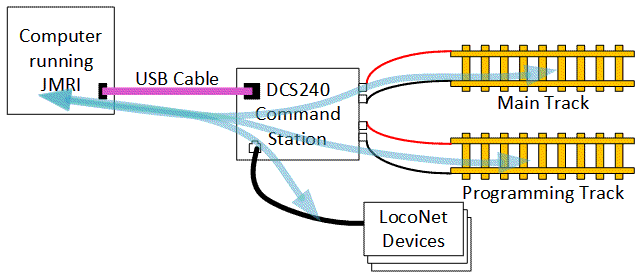 Computer
running
JMRI
USB Cable
DCS240
Command
Station
Main Track
Programming Track
LocoNet
Devices